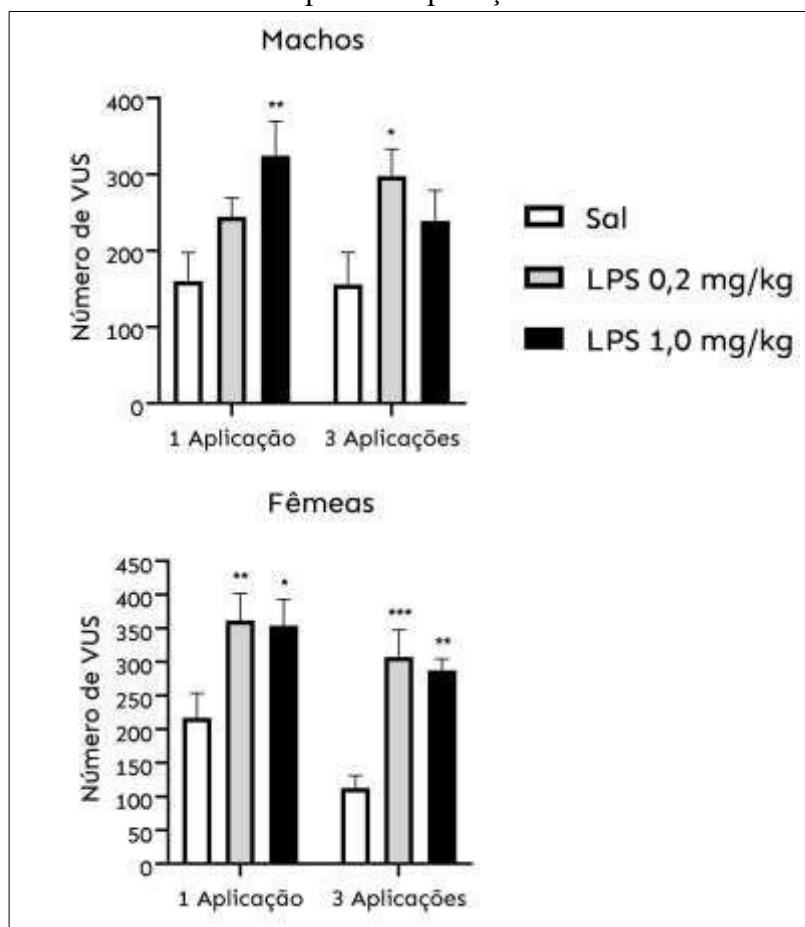 Machos
400
300
200
100
0
Número de VUS
**
*
1 Aplicação
3 Aplicações
Sal
LPS 0,2 mg/kg
LPS 1,0 mg/kg
Fêmeas
450
400
350
300
250
200
150
100
50
0
Número de VUS
**
*
***
**
1 Aplicação
3 Aplicações